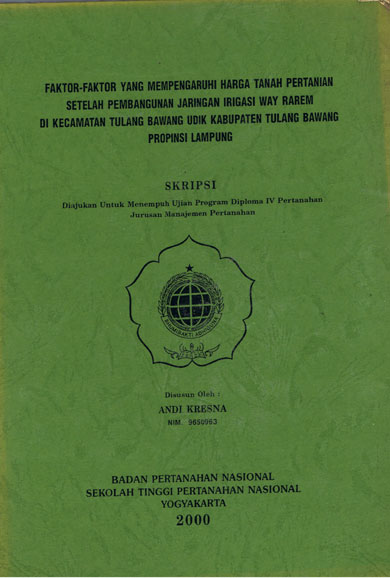 FAKTOR-FAKTOR YANG MEMPENGARUHI HARGA TANAH PERTANIAN
SETELAH PEMBANGUNAN JARINGAN IRIGASI WAY RAREM
DI KECAMATAN TULANG BAWANG UDIK KABUPATEN TULANG BAWANG
PROPINSI LAMPUNG
SKRIPSI
Diajukan Untuk Menempuh Ujian Program Diploma IV Pertanahan
Jurusan Manajemen Pertanahan
Disusun Oleh :
ANDI KRESNA
NIM. 9650963
BADAN PERTANAHAN NASIONAL
SEKOLAH TINGGI PERTANAHAN NASIONAL
YOGYAKARTA
2000